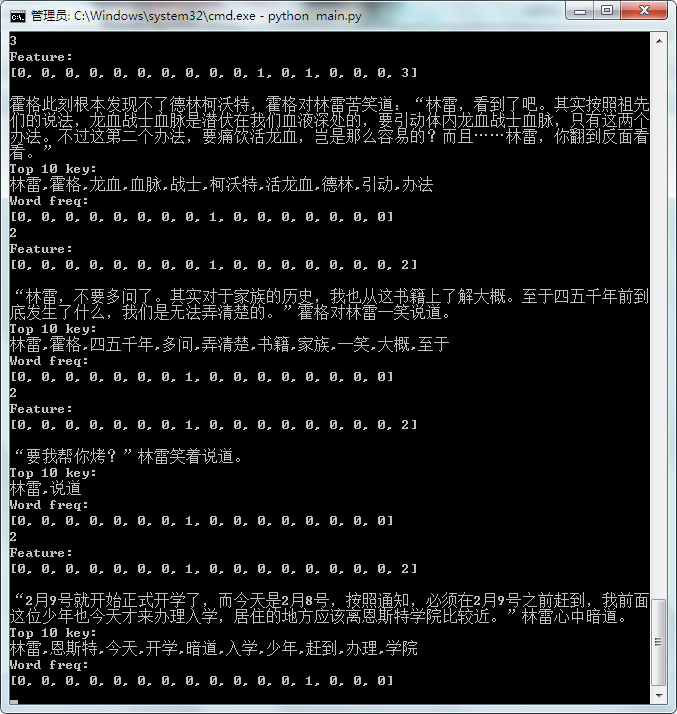 管理员: C:\Windows\system32\cmd.exe - python  main.py
3
Feature:
[0, 0, 0, 0, 0, 0, 0, 0, 0, 0, 1, 0, 1, 0, 0, 0, 3]
霍格此刻根本发现不了德林柯沃特，霍格对林雷苦笑道：“林雷，看到了吧。其实按照祖先
们的说法，龙血战士血脉是潜伏在我们血液深处的，要引动体内龙血战士血脉，只有这两个
办法。不过这第二个办法，要痛饮活龙血，岂是那么容易的？而且……林雷，你翻到反面看
看。”
Top 10 key:
林雷,霍格,龙血,血脉,战士,柯沃特,活龙血,德林,引动,办法
Word freq:
[0, 0, 0, 0, 0, 0, 0, 0, 1, 0, 0, 0, 0, 0, 0, 0]
2
Feature:
[0, 0, 0, 0, 0, 0, 0, 0, 1, 0, 0, 0, 0, 0, 0, 0, 2]
“林雷，不要多问了。其实对于家族的历史，我也从这书籍上了解大概。至于四五千年前到
底发生了什么，我们是无法弄清楚的。”霍格对林雷一笑说道。
Top 10 key:
林雷,霍格,四五千年,多问,弄清楚,书籍,家族,一笑,大概,至于
Word freq:
[0, 0, 0, 0, 0, 0, 0, 1, 0, 0, 0, 0, 0, 0, 0, 0]
2
Feature:
[0, 0, 0, 0, 0, 0, 0, 1, 0, 0, 0, 0, 0, 0, 0, 0, 2]
“要我帮你烤？”林雷笑着说道。
Top 10 key:
林雷,说道
Word freq:
[0, 0, 0, 0, 0, 0, 0, 1, 0, 0, 0, 0, 0, 0, 0, 0]
2
Feature:
[0, 0, 0, 0, 0, 0, 0, 1, 0, 0, 0, 0, 0, 0, 0, 0, 2]
“2月9号就开始正式开学了，而今天是2月8号，按照通知，必须在2月9号之前赶到，我前面
这位少年也今天才来办理入学，居住的地方应该离恩斯特学院比较近。”林雷心中暗道。
Top 10 key:
林雷,恩斯特,今天,开学,暗道,入学,少年,赶到,办理,学院
Word freq:
[0, 0, 0, 0, 0, 0, 0, 0, 0, 0, 0, 0, 1, 0, 0, 0]